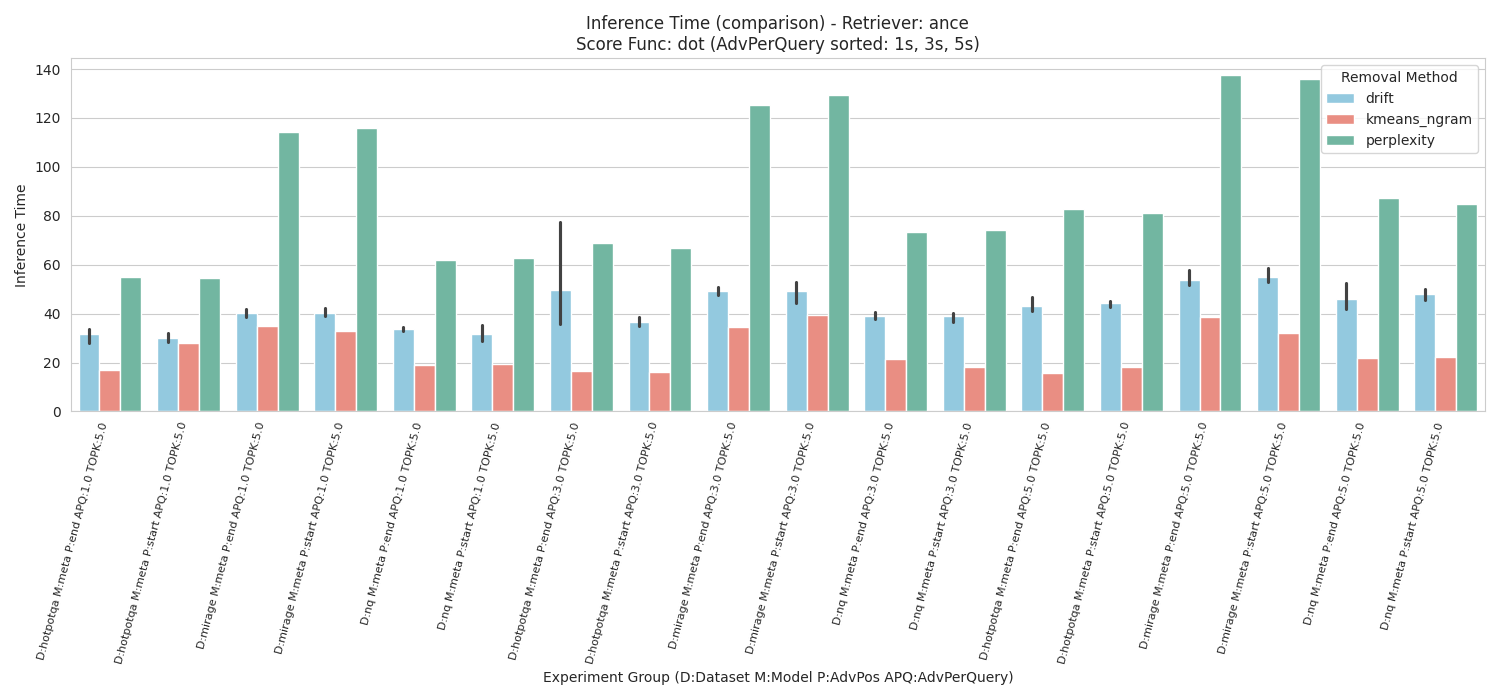 Inference Time (comparison) - Retriever: ance
Score Func: dot (AdvPerQuery sorted: 1s, 3s, 5s)
Inference Time
140
120
100
80
60
40
20
0
Removal Method
drift
kmeans_ngram
perplexity
D:hotpotqa M:meta P:end APQ:1.0 TOPK:5.0
D:hotpotqa M:meta P:start APQ:1.0 TOPK:5.0
D:mirage M:meta P:end APQ:1.0 TOPK:5.0
D:mirage M:meta P:start APQ:1.0 TOPK:5.0
D:nq M:meta P:end APQ:1.0 TOPK:5.0
D:nq M:meta P:start APQ:1.0 TOPK:5.0
D:hotpotqa M:meta P:end APQ:3.0 TOPK:5.0
D:hotpotqa M:meta P:start APQ:3.0 TOPK:5.0
D:mirage M:meta P:end APQ:3.0 TOPK:5.0
D:mirage M:meta P:start APQ:3.0 TOPK:5.0
D:nq M:meta P:end APQ:3.0 TOPK:5.0
D:nq M:meta P:start APQ:3.0 TOPK:5.0
D:hotpotqa M:meta P:end APQ:5.0 TOPK:5.0
D:hotpotqa M:meta P:start APQ:5.0 TOPK:5.0
D:mirage M:meta P:end APQ:5.0 TOPK:5.0
D:mirage M:meta P:start APQ:5.0 TOPK:5.0
D:nq M:meta P:end APQ:5.0 TOPK:5.0
D:nq M:meta P:start APQ:5.0 TOPK:5.0
Experiment Group (D:Dataset M:Model P:AdvPos APQ:AdvPerQuery)